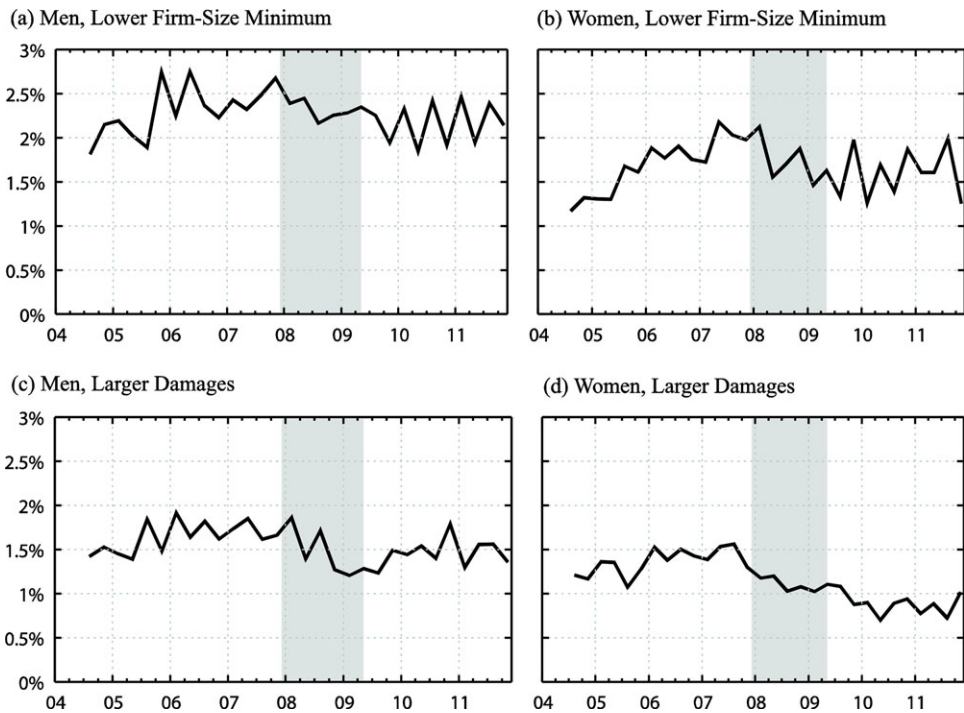 (a) Men, Lower Firm-Size Minimum
3%
2.5%
2%
1.5%
1%
0.5%
0%
04 05 06 07 08 09 10 11
(b) Women, Lower Firm-Size Minimum
04 05 06 07 08 09 10 11
(c) Men, Larger Damages
3%
2.5%
2%
1.5%
1%
0.5%
0%
04 05 06 07 08 09 10 11
(d) Women, Larger Damages
04 05 06 07 08 09 10 11